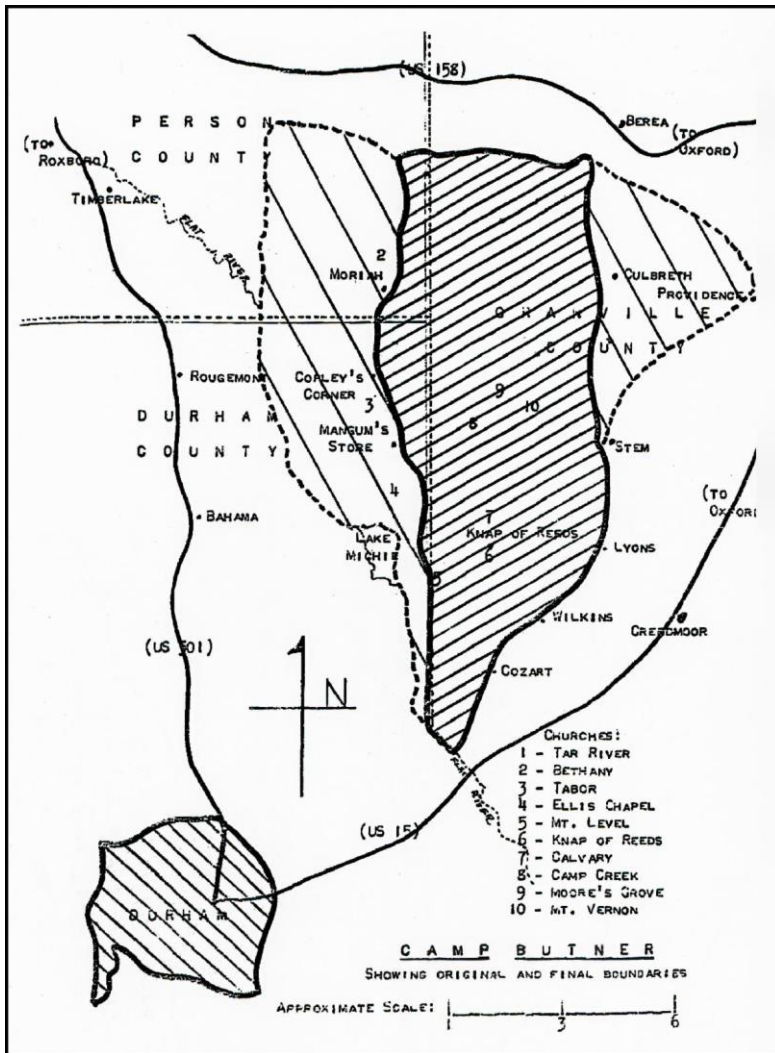 (US 158)
BEREA
(TO
OXFORD)
PERSON
COUNTY
(TO
ROXBORO)
TIMBERLAKE
FLAT
RIVER
2
MORIAH
CULBRETH
PROVIDENCE
GRANVILLE
COUNTY
ROUGEMON
COPLEY'S
CORNER
3
9
10
8
DURHAM
COUNTY
MANGUM'S
STORE
STEM
4
(TO
OXFORD
BAHAMA
7
KNAP OF REEDS
6
LAKE
MICHIE
5
LYONS
WILKINS
CREEDMOOR
(US 501)
N
COZART
CHURCHES:
1 - TAR RIVER
2 - BETHANY
3 - TABOR
4 - ELLIS CHAPEL
5 - MT. LEVEL
6 - KNAP OF REEDS
7 - CALVARY
8 - CAMP CREEK
9 - MOORE'S GROVE
10 - MT. VERNON
FLAT
RIVER
(US 15)
DURHAM
CAMP BUTNER
SHOWING ORIGINAL AND FINAL BOUNDARIES
APPROXIMATE SCALE:
1 3 6